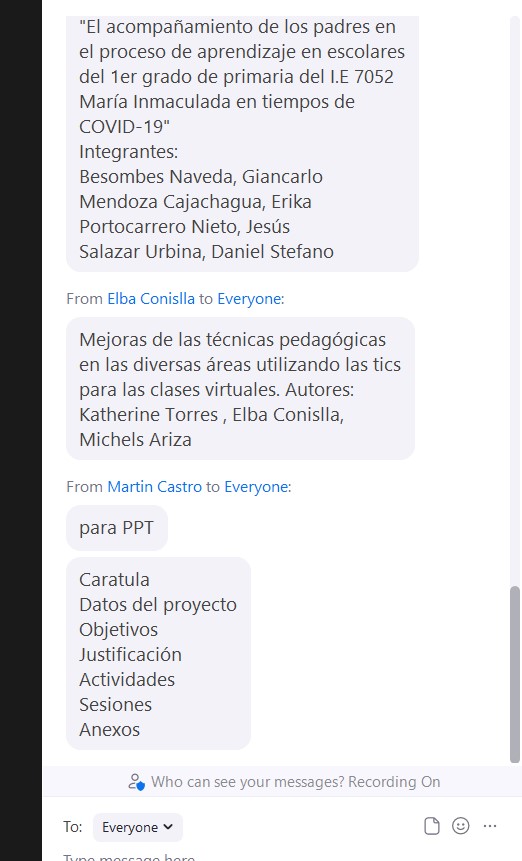 "El acompañamiento de los padres en
el proceso de aprendizaje en escolares
del 1er grado de primaria del I.E 7052
María Inmaculada en tiempos de
COVID-19"
Integrantes:
Besombes Naveda, Giancarlo
Mendoza Cajachagua, Erika
Portocarrero Nieto, Jesús
Salazar Urbina, Daniel Stefano
From Elba Conislla to Everyone:
Mejoras de las técnicas pedagógicas
en las diversas áreas utilizando las tics
para las clases virtuales. Autores:
Katherine Torres , Elba Conislla,
Michels Ariza
From Martin Castro to Everyone:
para PPT
Caratula
Datos del proyecto
Objetivos
Justificación
Actividades
Sesiones
Anexos
Who can see your messages? Recording On
To: Everyone
Type message here